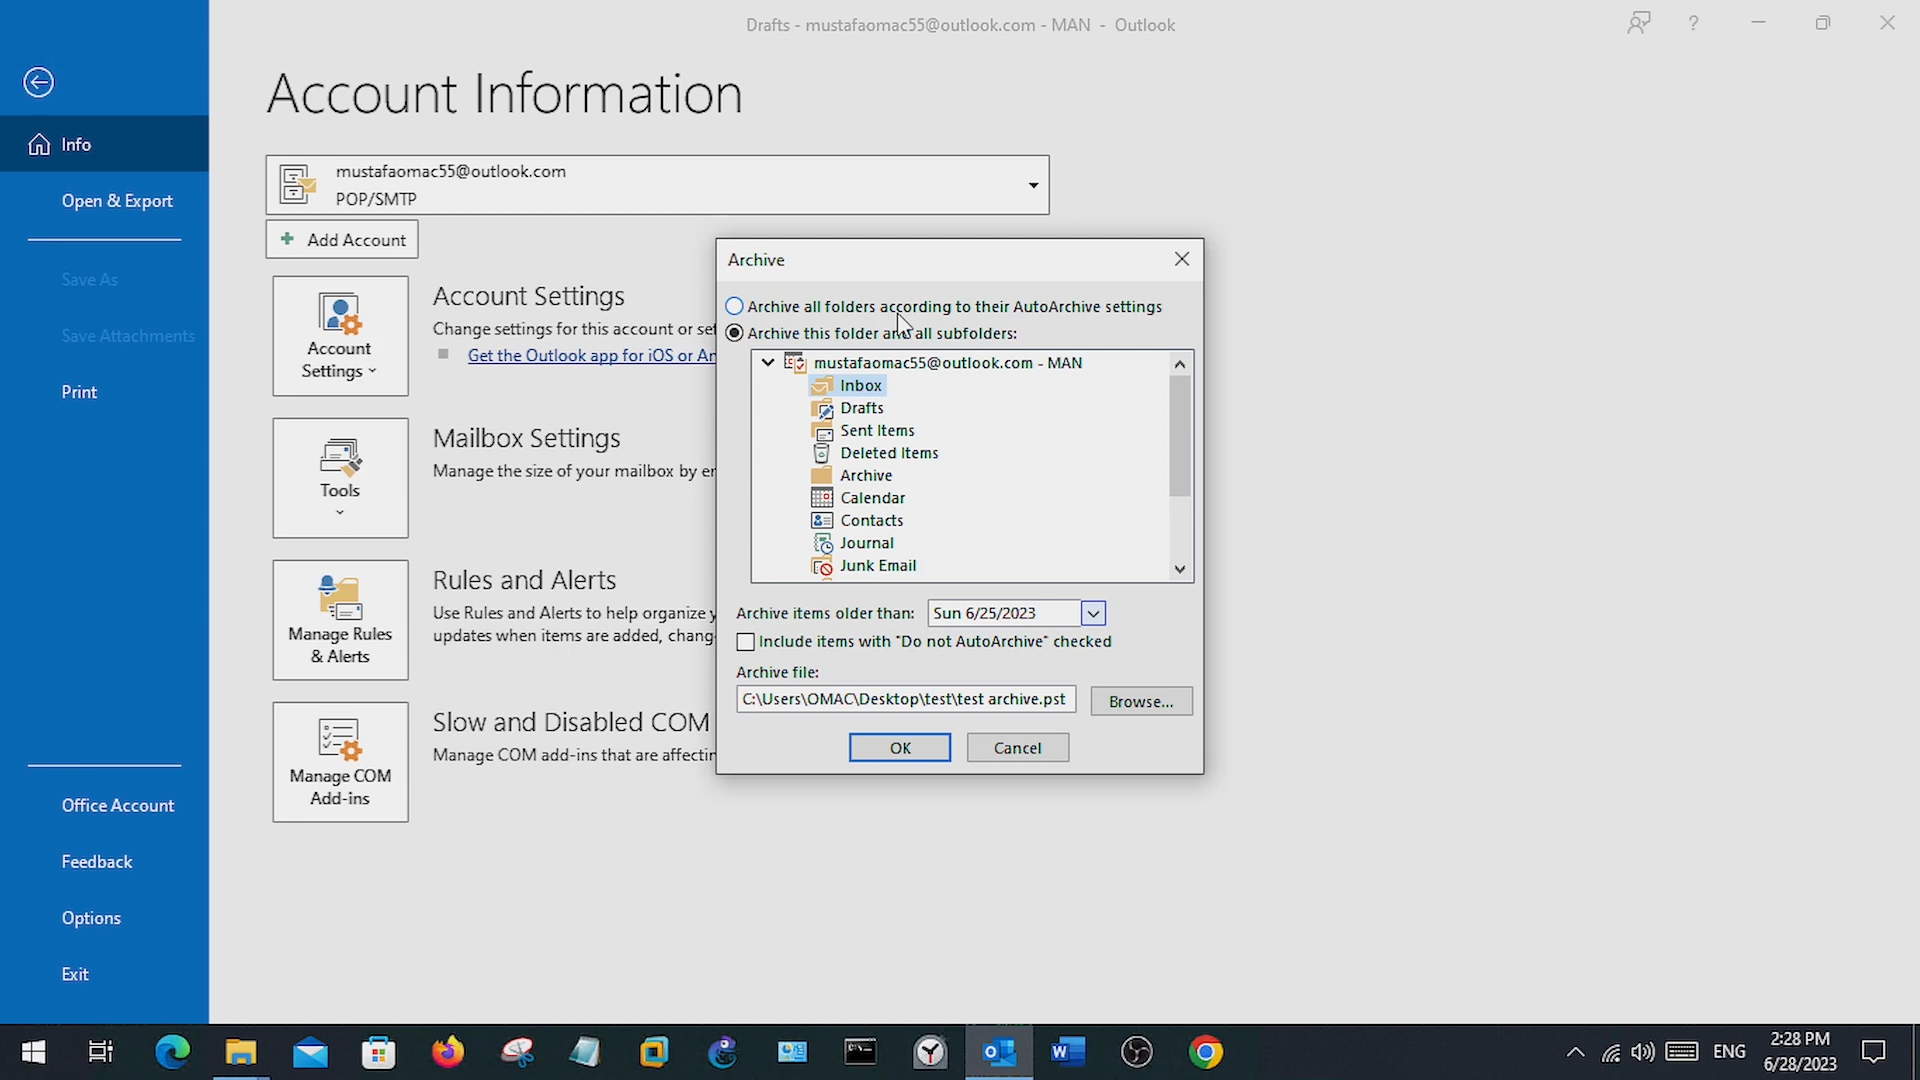 Drafts - mustafaomac55@outlook.com - MAN - Outlook
?
Info
Open & Export
Save As
Save Attachments
Print
Office Account
Feedback
Options
Exit
Account Information
mustafaomac55@outlook.com
POP/SMTP
+ Add Account
Account Settings
Account Settings
Change settings for this account or se
Get the Outlook app for iOS or An
Tools
Mailbox Settings
Manage the size of your mailbox by e
Manage Rules & Alerts
Rules and Alerts
Use Rules and Alerts to help organize y
updates when items are added, chang
Manage COM Add-ins
Slow and Disabled COM
Manage COM add-ins that are affectin
Archive
Archive all folders according to their AutoArchive settings
Archive this folder and all subfolders:
mustafaomac55@outlook.com - MAN
Inbox
Drafts
Sent Items
Deleted Items
Archive
Calendar
Contacts
Journal
Junk Email
Archive items older than: Sun 6/25/2023
Include items with "Do not AutoArchive" checked
Archive file:
C:\Users\OMAC\Desktop\test\test archive.pst
Browse...
OK
Cancel
ENG
2:28 PM
6/28/2023